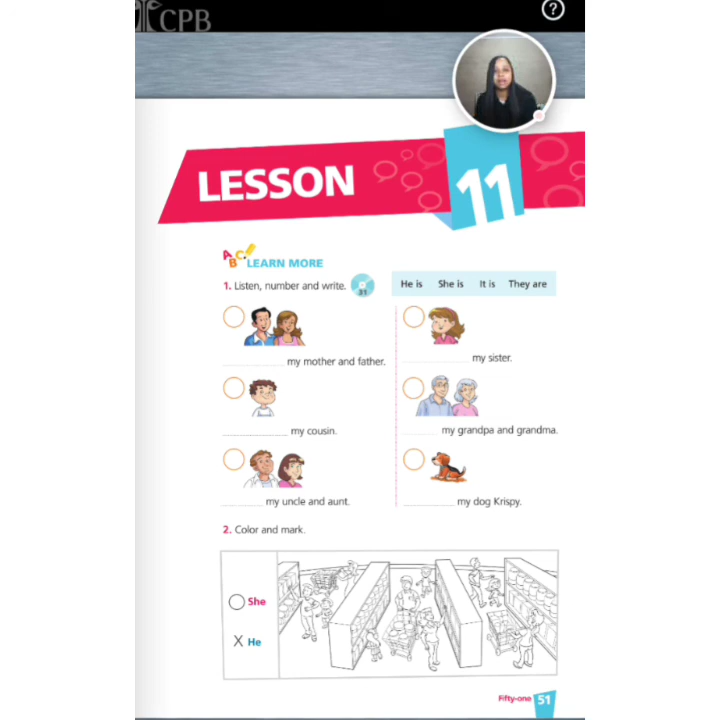 CPB
?
LESSON 11
A B C LEARN MORE
1. Listen, number and write. 31
He is She is It is They are
my mother and father.
my sister.
my cousin.
my grandpa and grandma.
my uncle and aunt.
my dog Krispy.
2. Color and mark.
She
X He
Fifty-one 51